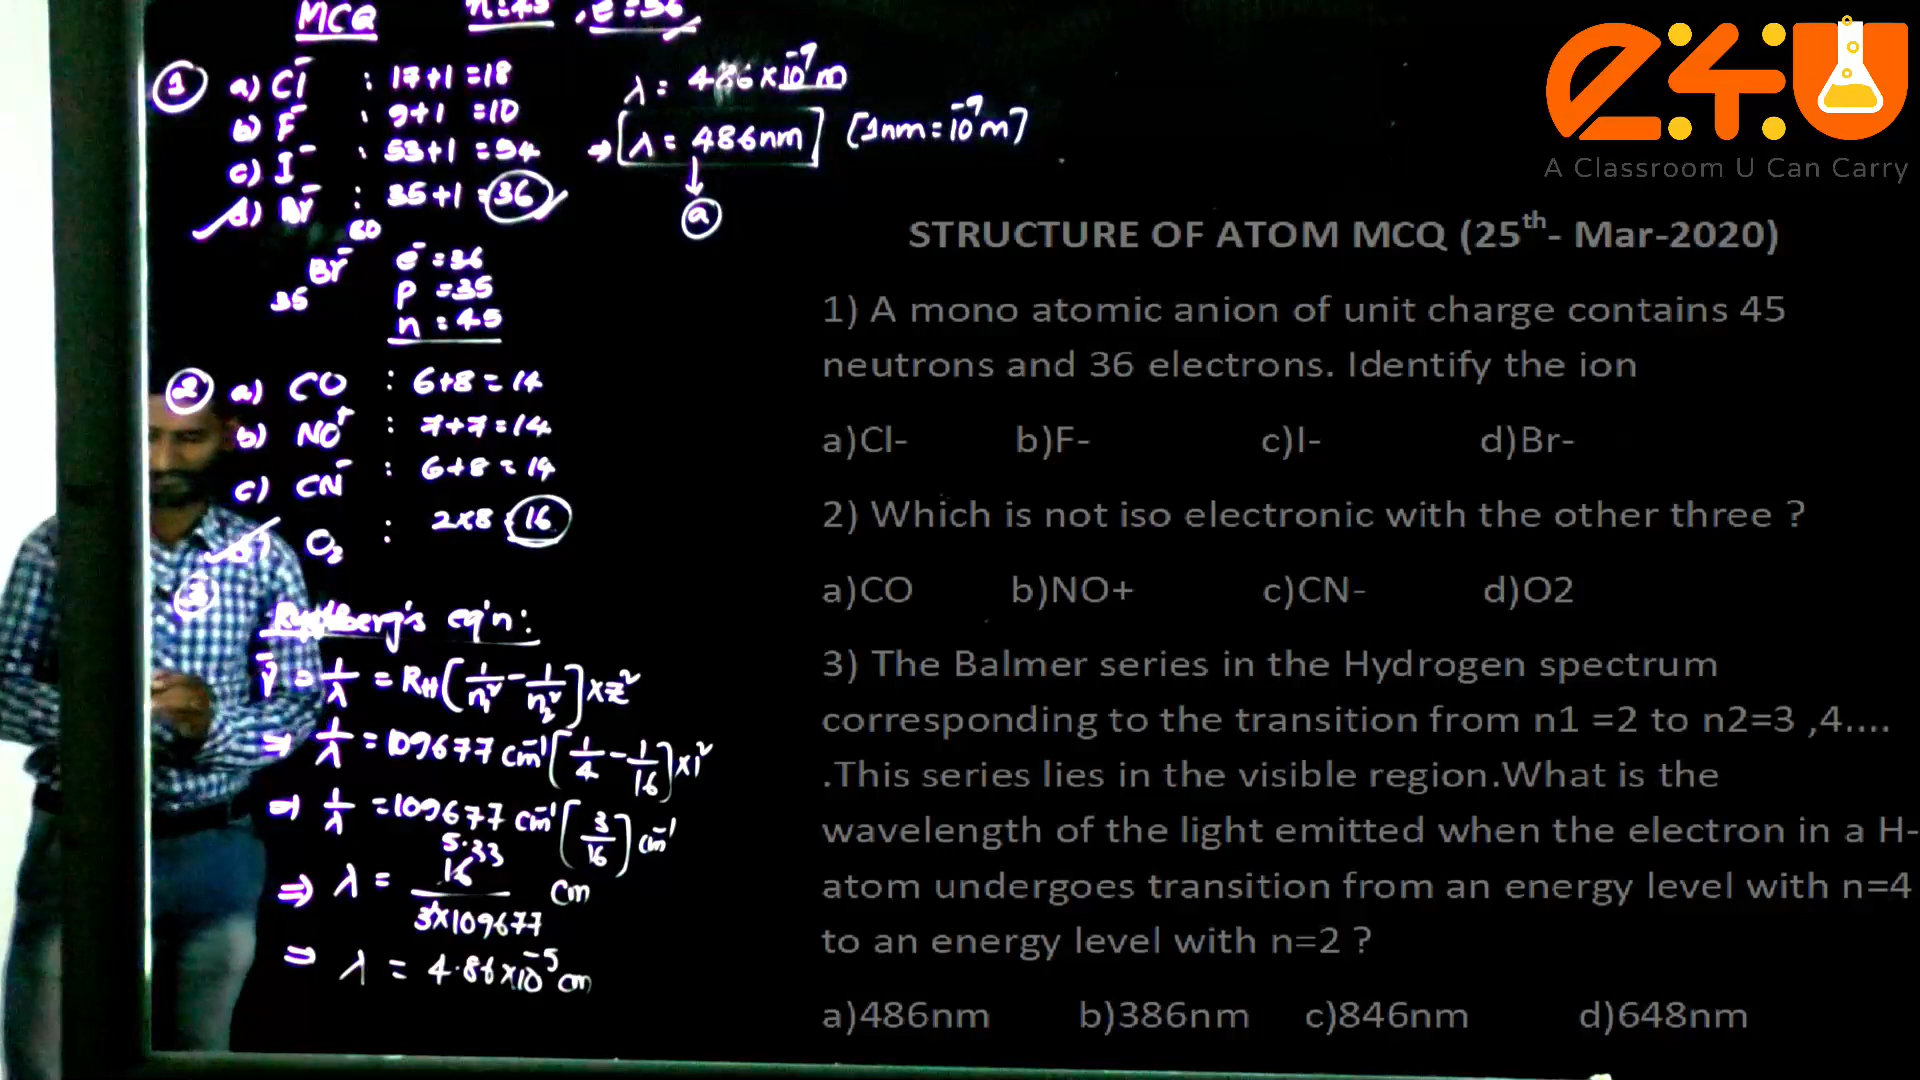 MCQ n=45, e=36
1 a) Cl⁻ : 17+1 =18
b) F⁻ : 9+1 =10
c) I⁻ : 53+1 =54
d) Br⁻ : 35+1 =36
80
Br⁻
35
e⁻ = 36
p = 35
n = 45
2 a) CO : 6+8 = 14
b) NO⁺ : 7+7 = 14
c) CN⁻ : 6+8 = 14
d) O₂ : 2×8 = 16
3
Rydberg's eq'n:
ν̄ = 1/λ = RH [1/n₁² - 1/n₂²] × z²
⇒ 1/λ = 109677 cm⁻¹ [1/4 - 1/16] × 1²
⇒ 1/λ = 109677 cm⁻¹ [3/16] cm⁻¹
5.33
⇒ λ = 16 / 3×109677 cm
⇒ λ = 4.86×10⁻⁵ cm
λ = 486×10⁻⁹ m
⇒ [λ = 486nm] [1nm = 10⁻⁹ m]
a
e4U
A Classroom U Can Carry
STRUCTURE OF ATOM MCQ (25th- Mar-2020)
1) A mono atomic anion of unit charge contains 45
neutrons and 36 electrons. Identify the ion
a)Cl- b)F- c)I- d)Br-
2) Which is not iso electronic with the other three ?
a)CO b)NO+ c)CN- d)O2
3) The Balmer series in the Hydrogen spectrum
corresponding to the transition from n1 =2 to n2=3 ,4....
.This series lies in the visible region.What is the
wavelength of the light emitted when the electron in a H-
atom undergoes transition from an energy level with n=4
to an energy level with n=2 ?
a)486nm b)386nm c)846nm d)648nm